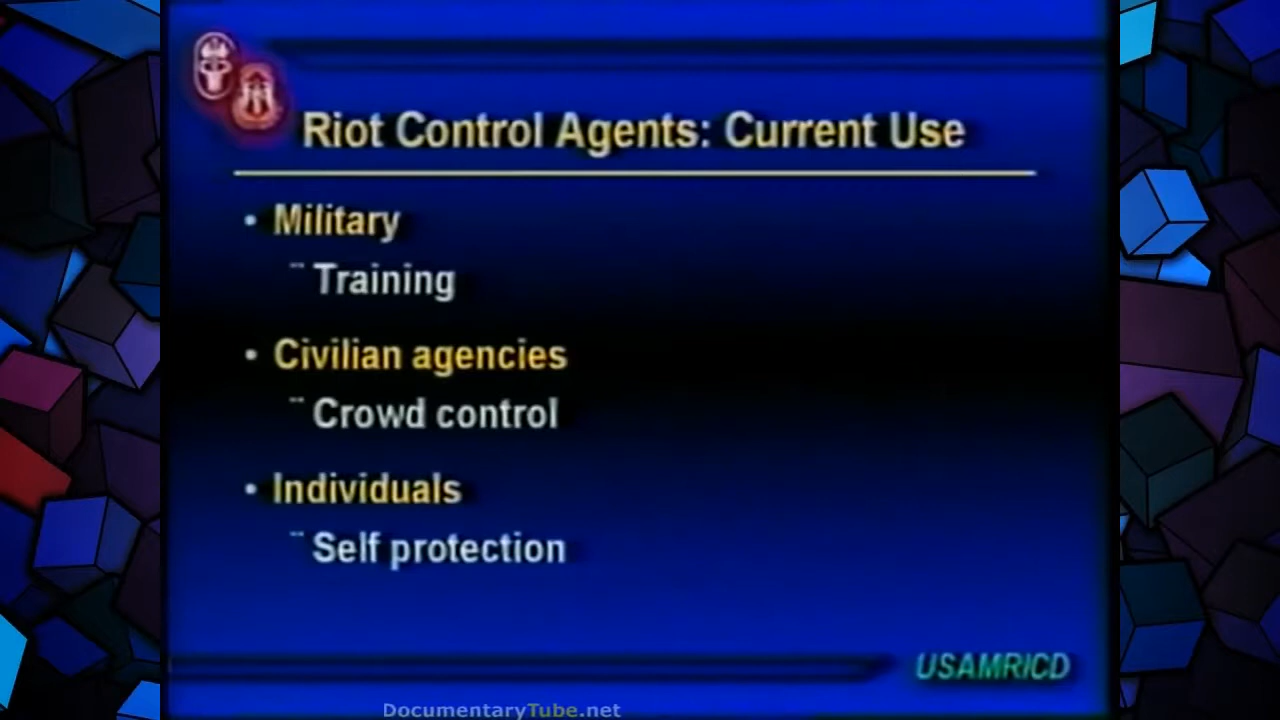 Riot Control Agents: Current Use
• Military
¨ Training
• Civilian agencies
¨ Crowd control
• Individuals
¨ Self protection
USAMRICD
DocumentaryTube.net